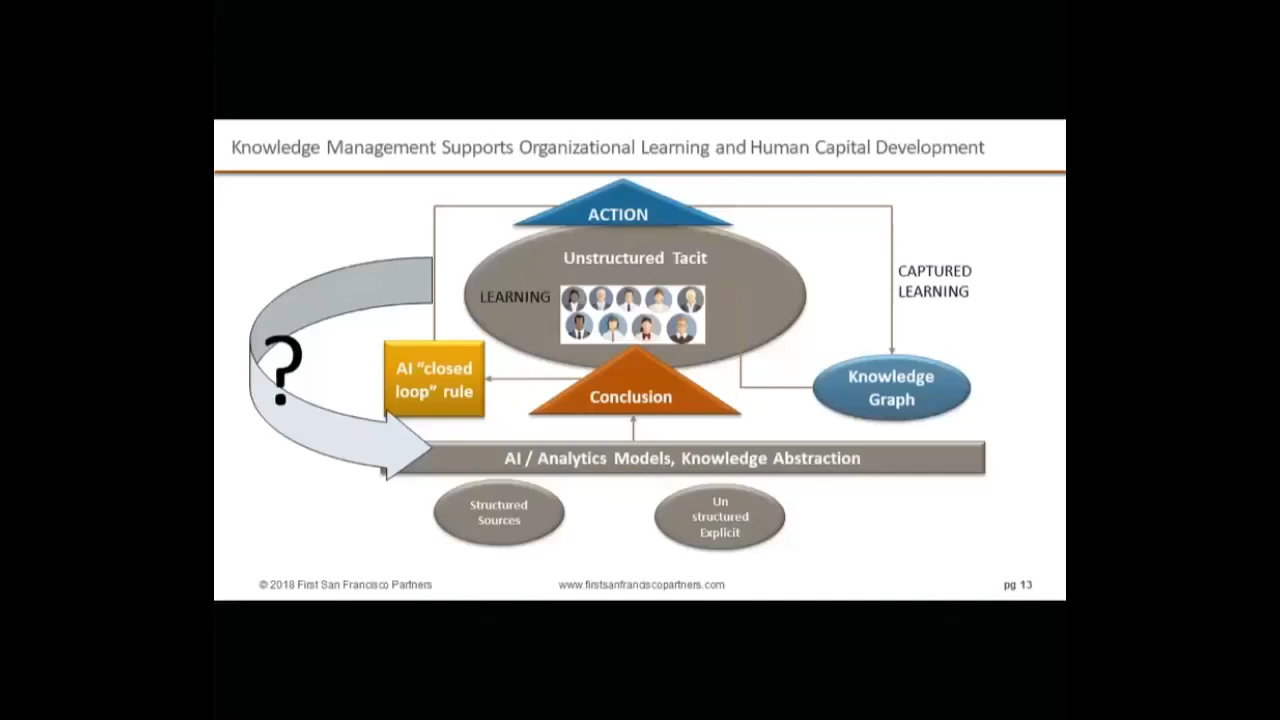 Knowledge Management Supports Organizational Learning and Human Capital Development
ACTION
Unstructured Tacit
LEARNING
CAPTURED
LEARNING
?
AI “closed
loop” rule
Conclusion
Knowledge
Graph
AI / Analytics Models, Knowledge Abstraction
Structured
Sources
Un
structured
Explicit
© 2018 First San Francisco Partners
www.firstsanfranciscopartners.com
pg 13